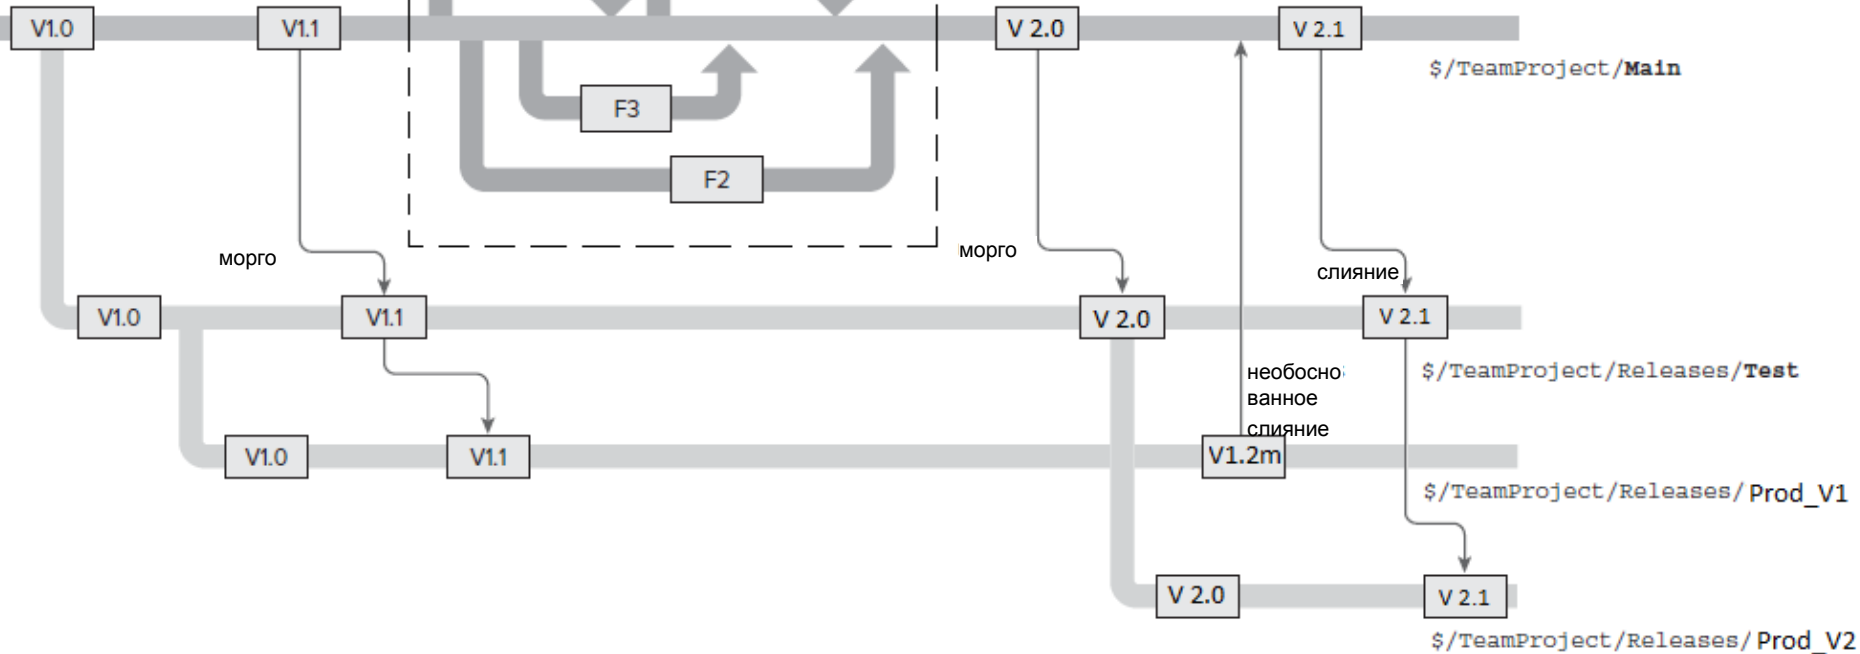 V1.0
V1.1
V 2.0
V 2.1
$/TeamProject/Main
F3
F2
морго
морго
слияние
V1.0
V1.1
V 2.0
V 2.1
необосно
ванное
слияние
$/TeamProject/Releases/Test
V1.0
V1.1
V1.2m
$/TeamProject/Releases/ Prod_V1
V 2.0
V 2.1
$/TeamProject/Releases/ Prod_V2